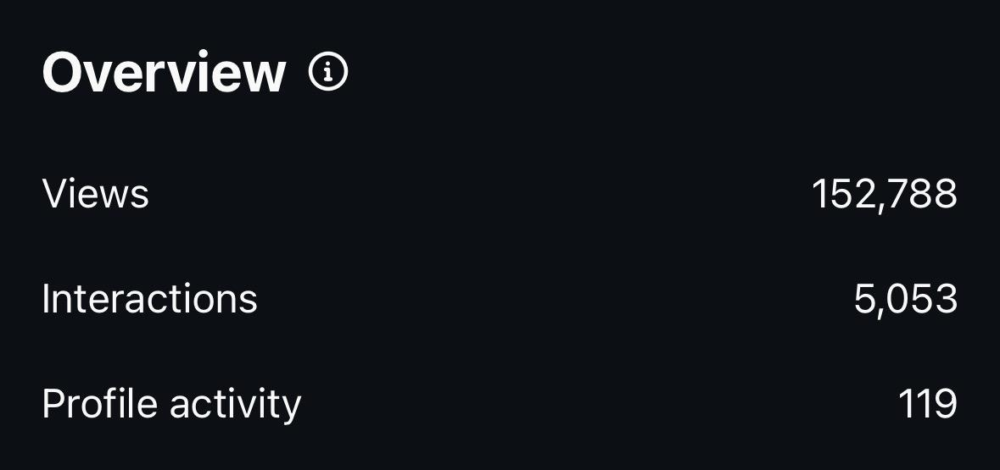 Overview
Views 152,788
Interactions 5,053
Profile activity 119